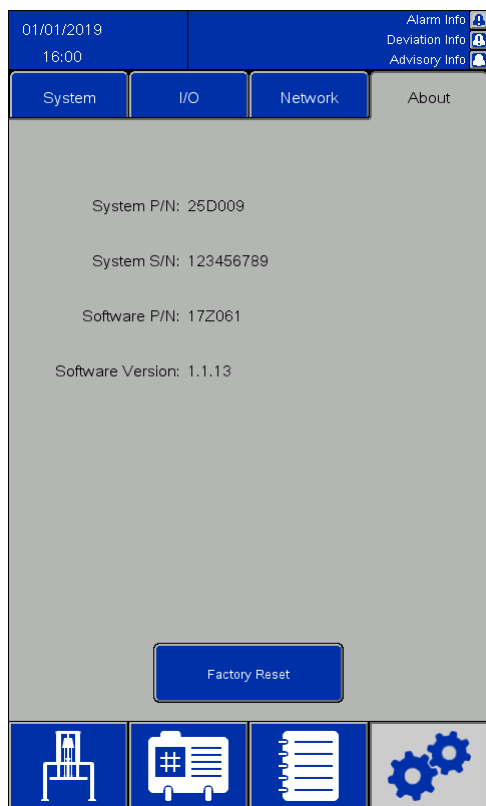 01/01/2019
16:00
Alarm Info
Deviation Info
Advisory Info
System
I/O
Network
About
System P/N: 25D009
System S/N: 123456789
Software P/N: 17Z061
Software Version: 1.1.13
Factory Reset
#